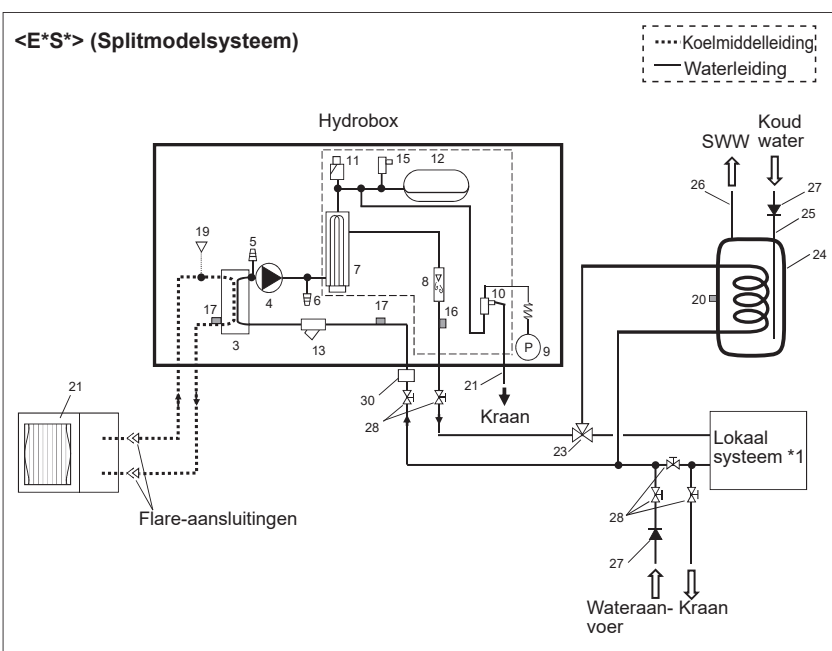 <E*S*> (Splitmodelsysteem)
Koelmiddelleiding
Waterleiding
Hydrobox
SWW
Koud
water
11
15
12
26
27
25
19
5
24
7
8
4
6
10
20
17
17
16
3
13
P
9
21
30
21
Kraan
28
23
Lokaal
systeem *1
Flare-aansluitingen
28
27
Wateraan-
voer
Kraan